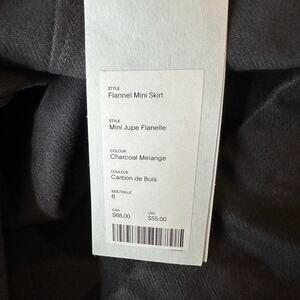 STYLE
Flannel Mini Skirt
STYLE
Mini Jupe Flanelle
COLOUR
Charcoal Melange
COULEUR
Carbon de Bois
SIZE/TAILLE
6
CAD USD
$68.00 $55.00